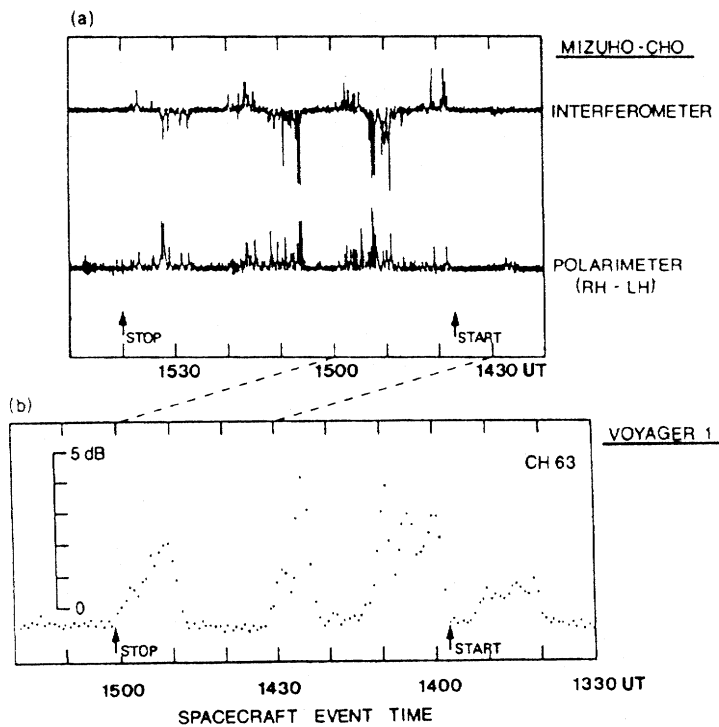 (a)
MIZUHO-CHO
INTERFEROMETER
POLARIMETER
(RH - LH)
STOP
START
1530
1500
1430 UT
(b)
VOYAGER 1
5 dB
CH 63
0
STOP
START
1500
1430
1400
1330 UT
SPACECRAFT EVENT TIME